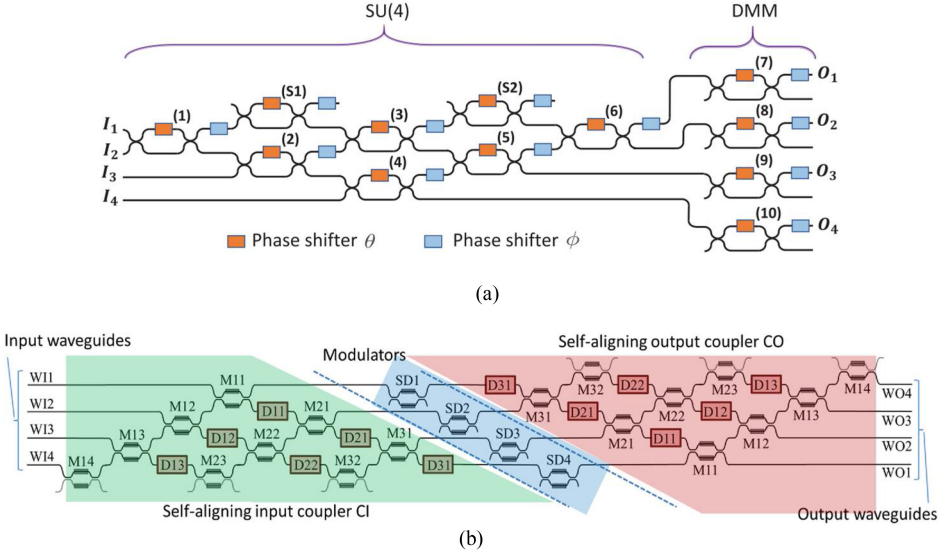 SU(4)
DMM
(1)
(S1)
(2)
(3)
(4)
(S2)
(5)
(6)
(7)
(8)
(9)
(10)
I₁
I₂
I₃
I₄
O₁
O₂
O₃
O₄
Phase shifter θ
Phase shifter ϕ
(a)
Input waveguides
Modulators
Self-aligning output coupler CO
WI1
WI2
WI3
WI4
M11
M12
M13
M14
D11
D12
D13
M21
M22
M23
D21
D22
M31
M32
D31
SD1
SD2
SD3
SD4
D31
M31
M32
D21
D22
M21
M22
M23
D11
D12
D13
M11
M12
M13
M14
WO4
WO3
WO2
WO1
Self-aligning input coupler CI
Output waveguides
(b)